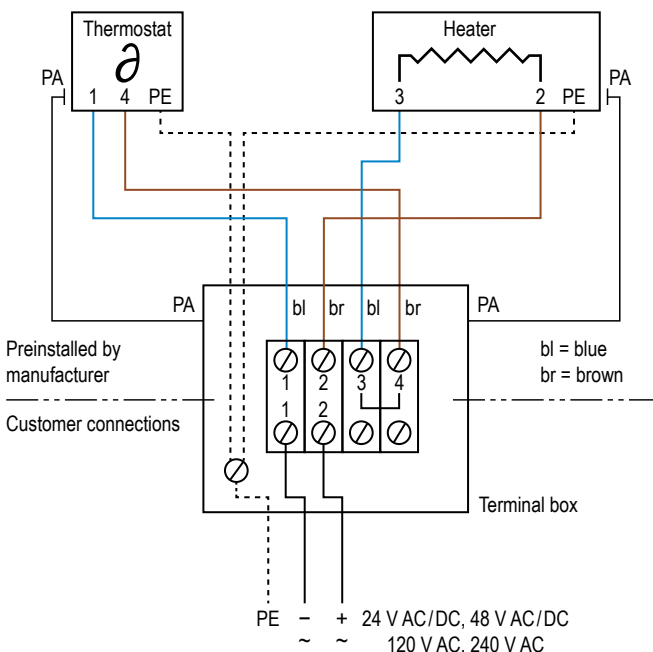 Thermostat
Heater
∂
PA
PA
1 4 PE
3 2 PE
PA
PA
bl br bl br
Preinstalled by
manufacturer
bl = blue
br = brown
1 2 3 4
Customer connections
1 2
Terminal box
PE – + 24 V AC/DC, 48 V AC/DC
~ ~ 120 V AC, 240 V AC